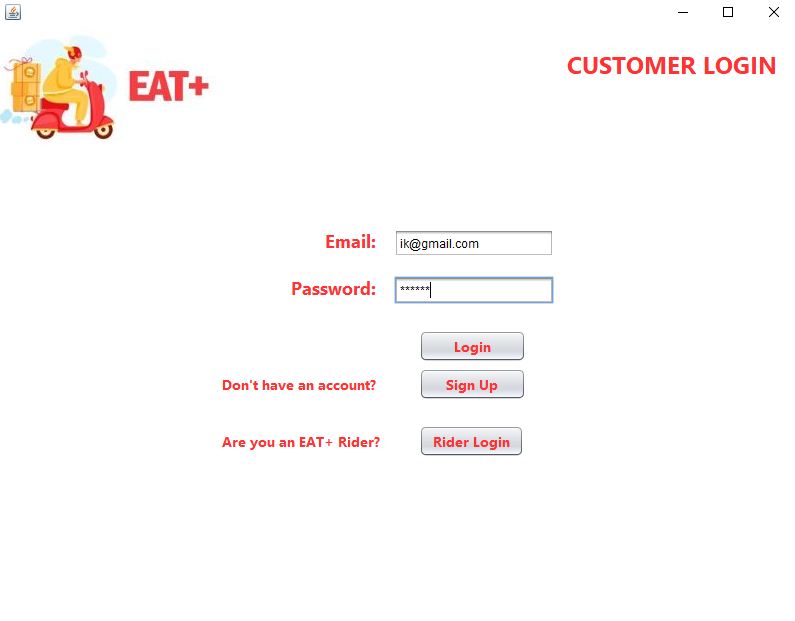 EAT+
CUSTOMER LOGIN
Email: ik@gmail.com
Password: ******
Login
Don't have an account? Sign Up
Are you an EAT+ Rider? Rider Login